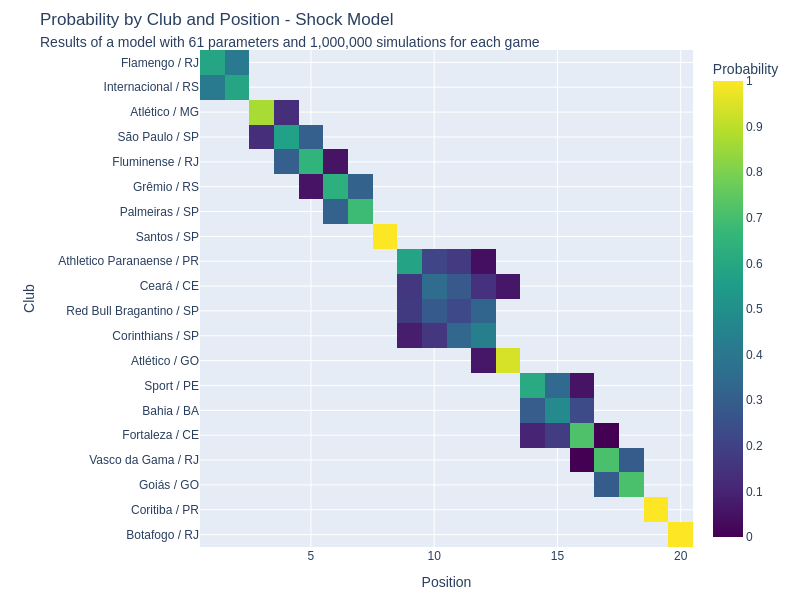 Probability by Club and Position - Shock Model
Results of a model with 61 parameters and 1,000,000 simulations for each game
Probability
Club
Flamengo / RJ
Internacional / RS
Atlético / MG
São Paulo / SP
Fluminense / RJ
Grêmio / RS
Palmeiras / SP
Santos / SP
Athletico Paranaense / PR
Ceará / CE
Red Bull Bragantino / SP
Corinthians / SP
Atlético / GO
Sport / PE
Bahia / BA
Fortaleza / CE
Vasco da Gama / RJ
Goiás / GO
Coritiba / PR
Botafogo / RJ
5 10 15 20
Position
1
0.9
0.8
0.7
0.6
0.5
0.4
0.3
0.2
0.1
0